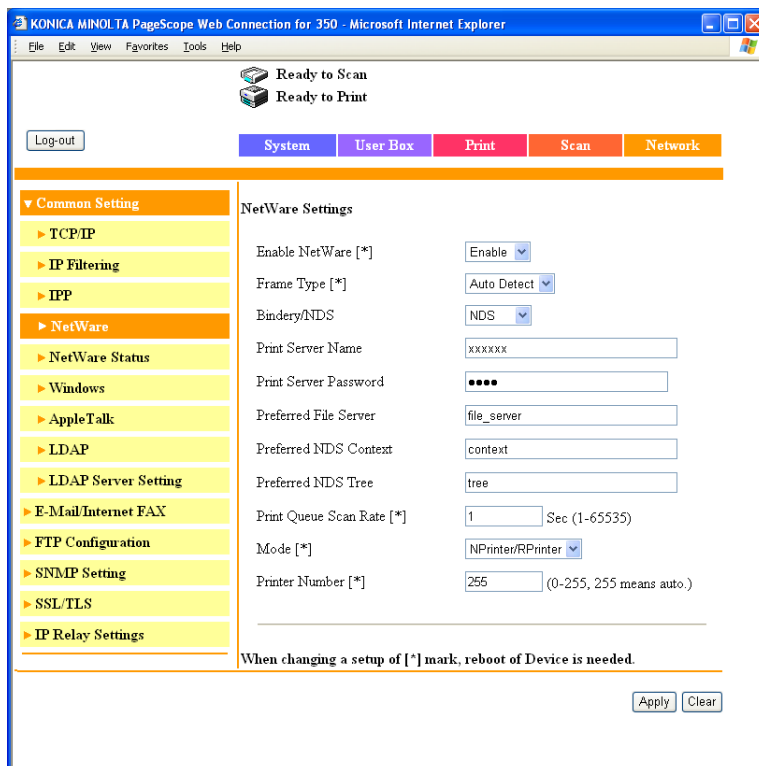 KONICA MINOLTA PageScope Web Connection for 350 - Microsoft Internet Explorer
File Edit View Favorites Tools Help
Ready to Scan
Ready to Print
Log-out
System User Box Print Scan Network
Common Setting
TCP/IP
IP Filtering
IPP
NetWare
NetWare Status
Windows
AppleTalk
LDAP
LDAP Server Setting
E-Mail/Internet FAX
FTP Configuration
SNMP Setting
SSL/TLS
IP Relay Settings
NetWare Settings
Enable NetWare [*] Enable
Frame Type [*] Auto Detect
Bindery/NDS NDS
Print Server Name xxxxxx
Print Server Password ●●●●
Preferred File Server file_server
Preferred NDS Context context
Preferred NDS Tree tree
Print Queue Scan Rate [*] 1 Sec (1-65535)
Mode [*] NPrinter/RPrinter
Printer Number [*] 255 (0-255, 255 means auto.)
When changing a setup of [*] mark, reboot of Device is needed.
Apply Clear